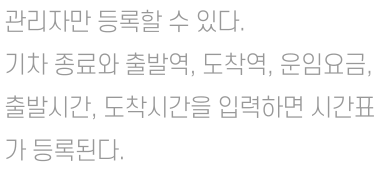 관리자만 등록할 수 있다.
기차 종료와 출발역, 도착역, 운임요금,
출발시간, 도착시간을 입력하면 시간표
가 등록된다.